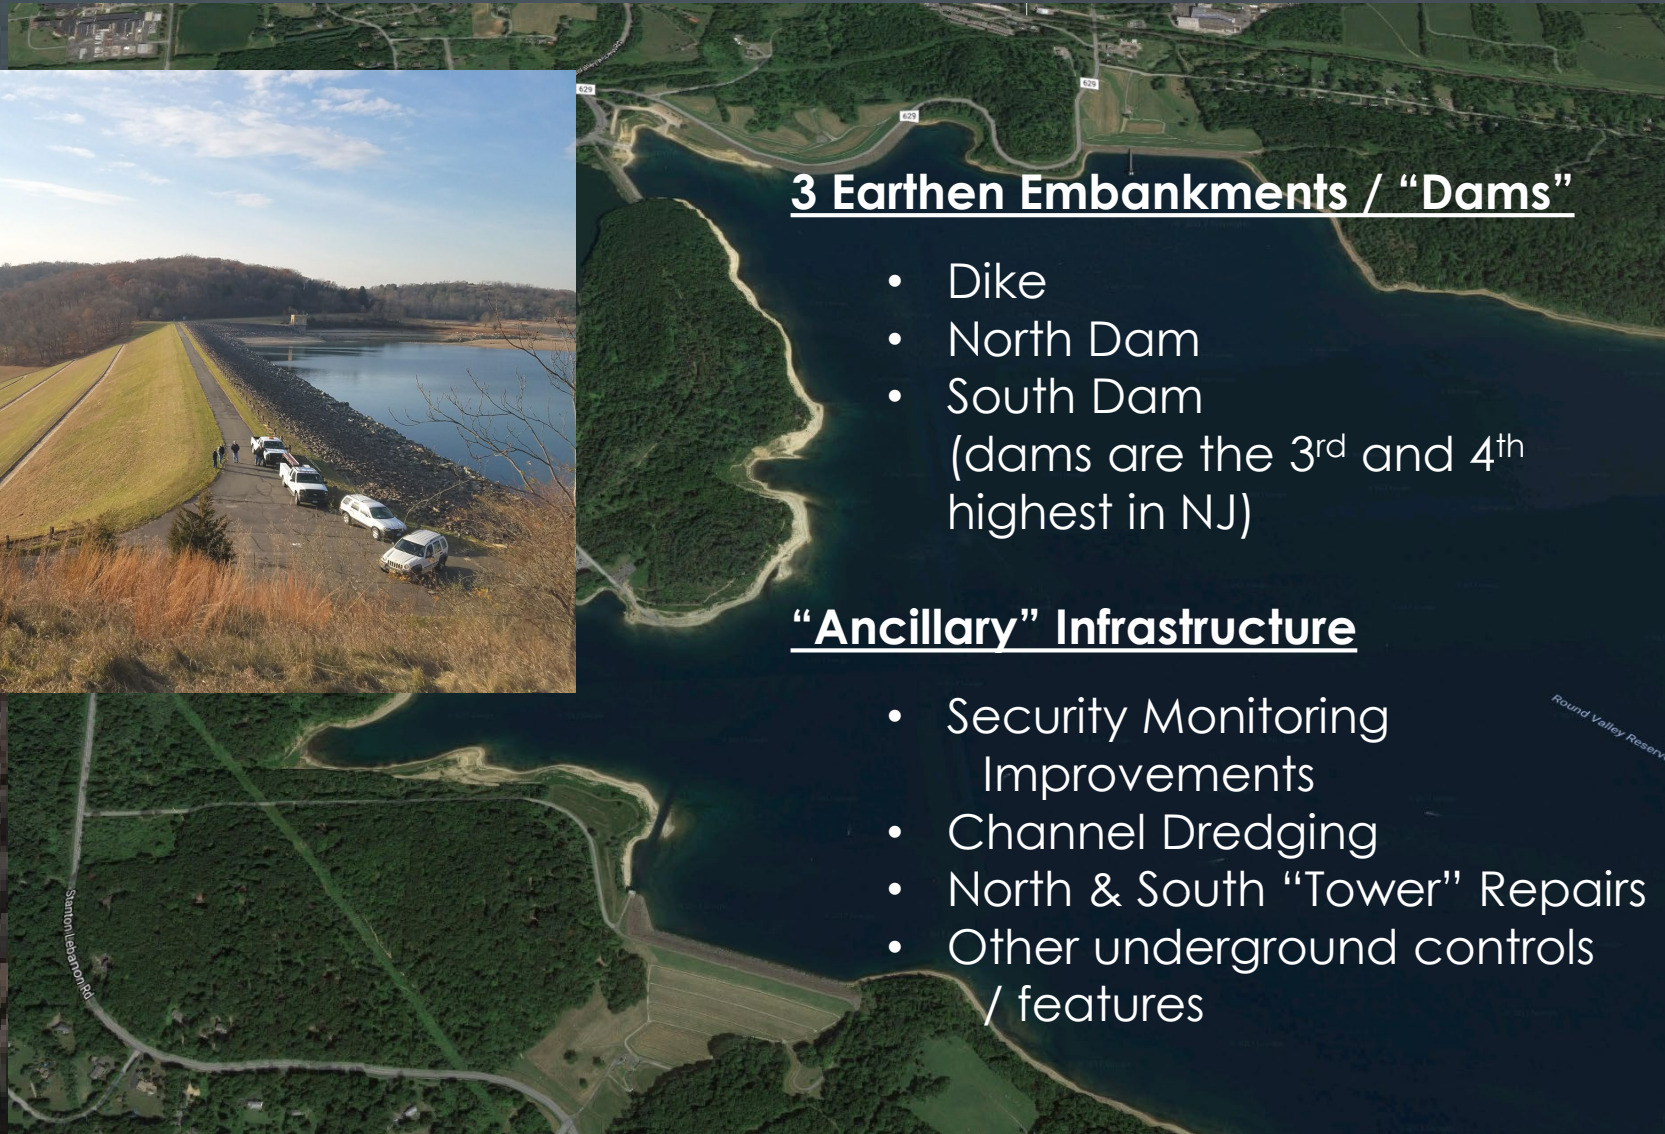 629
629
629
3 Earthen Embankments / “Dams”
• Dike
• North Dam
• South Dam
(dams are the 3rd and 4th
highest in NJ)
“Ancillary” Infrastructure
• Security Monitoring
Improvements
Round Valley Reserv
• Channel Dredging
• North & South “Tower” Repairs
• Other underground controls
/ features
Stanton Lebanon Rd